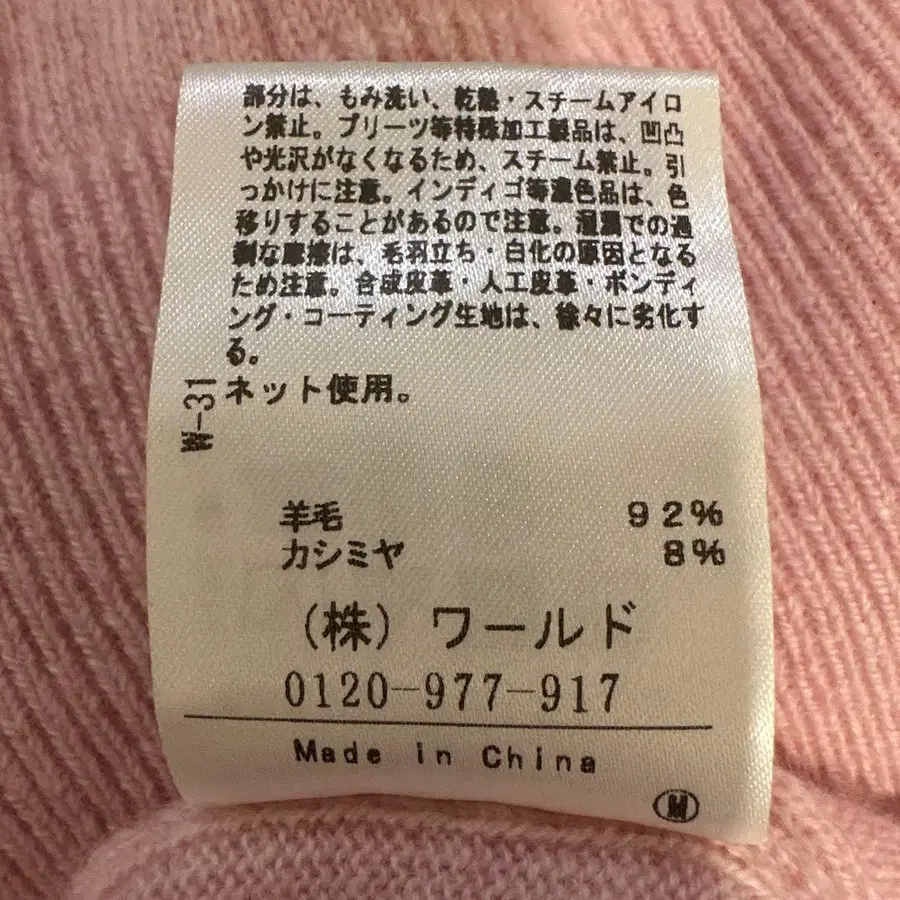 部分は、もみ洗い、乾熱・スチームアイロ
ン禁止。プリーツ等特殊加工製品は、凹凸
や光沢がなくなるため、スチーム禁止。引
っかけに注意。インディゴ等濃色品は、色
移りすることがあるので注意。湿潤での過
剰な摩擦は、毛羽立ち・白化の原因となる
ため注意。合成皮革・人工皮革・ボンディ
ング・コーティング生地は、徐々に劣化す
る。
ネット使用。
W-31
羊毛 92%
カシミヤ 8%
（株）ワールド
0120-977-917
Made in China
M